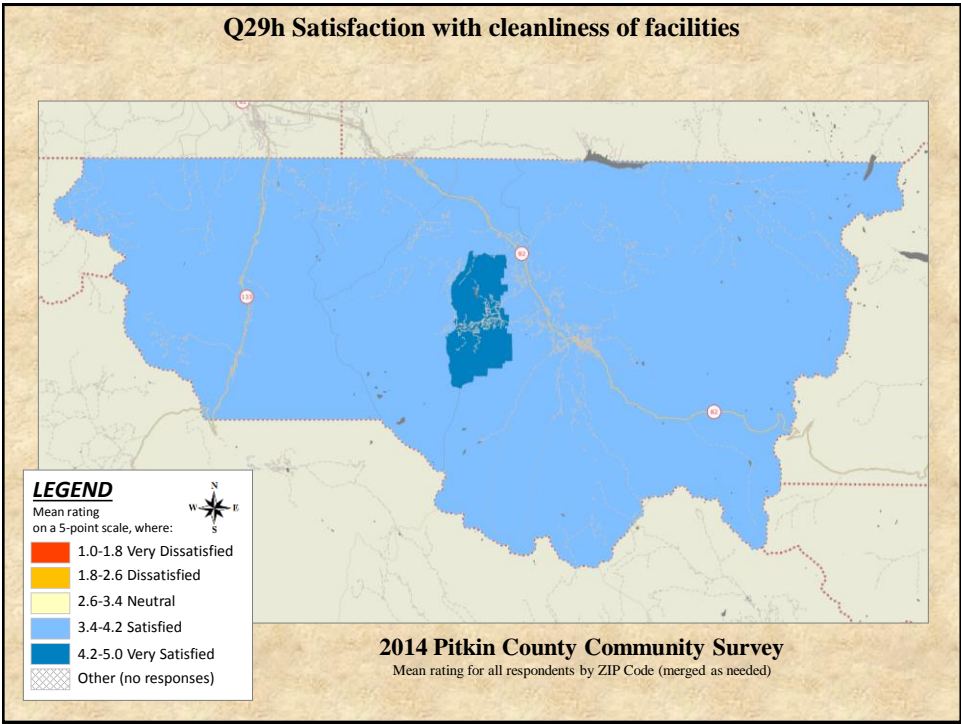 Q29h Satisfaction with cleanliness of facilities
82
133
82
82
LEGEND
Mean rating
on a 5-point scale, where:
N
W E
S
1.0-1.8 Very Dissatisfied
1.8-2.6 Dissatisfied
2.6-3.4 Neutral
3.4-4.2 Satisfied
4.2-5.0 Very Satisfied
Other (no responses)
2014 Pitkin County Community Survey
Mean rating for all respondents by ZIP Code (merged as needed)